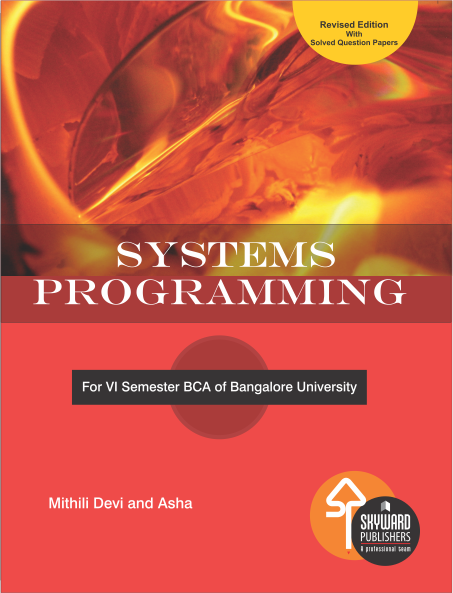 Revised Edition
With
Solved Question Papers
SYSTEMS
PROGRAMMING
For VI Semester BCA of Bangalore University
Mithili Devi and Asha
SKYWARD
PUBLISHERS
A professional team